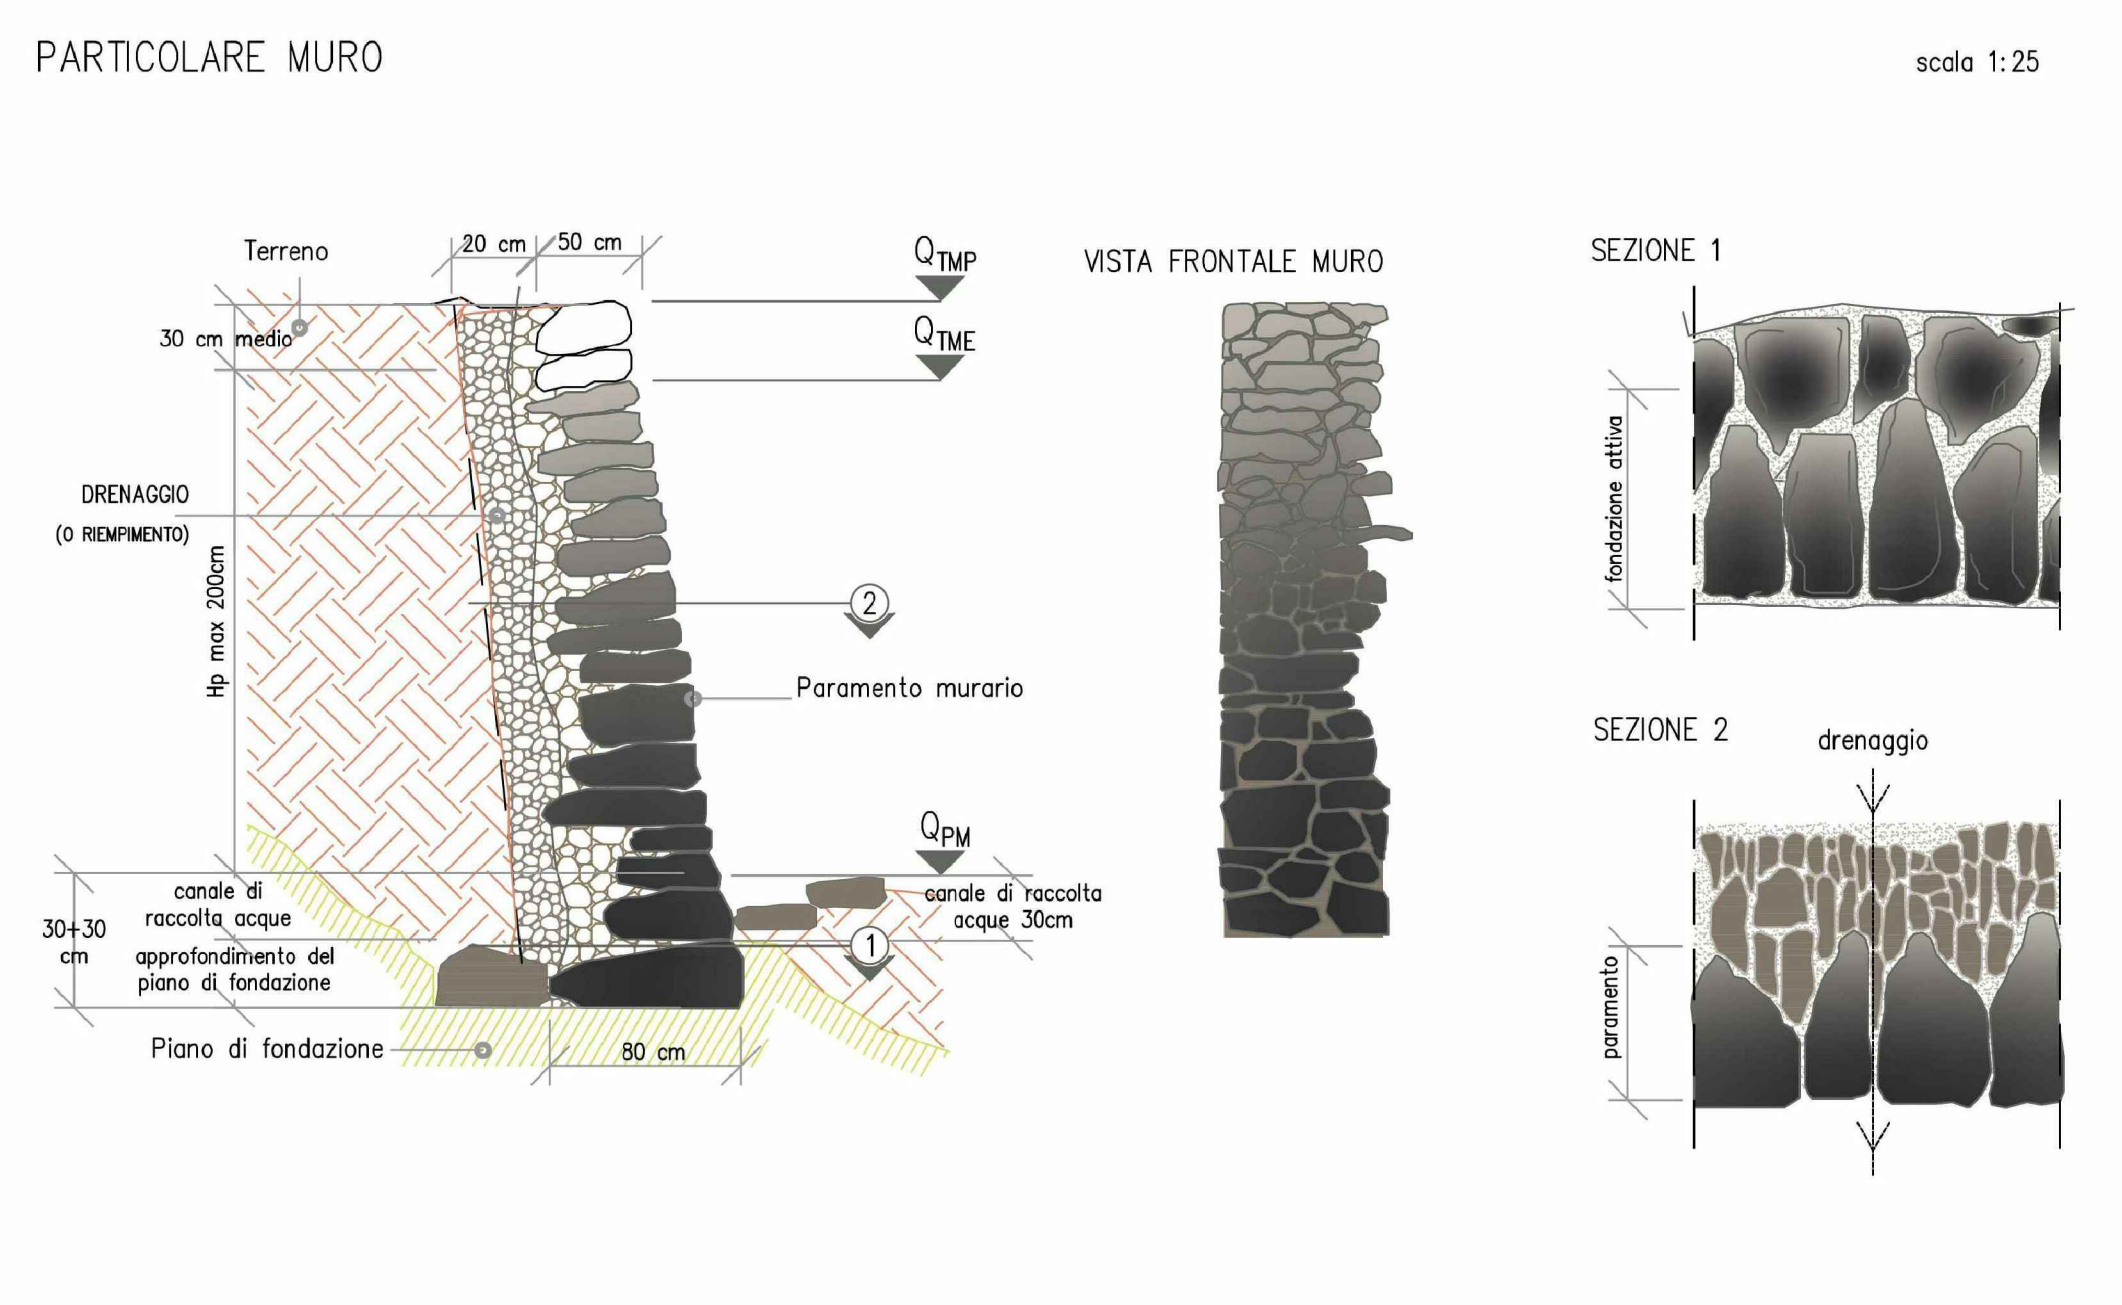 PARTICOLARE MURO
scala 1:25
Terreno
20 cm
50 cm
QTMP
30 cm medio
QTME
DRENAGGIO
(O RIEMPIMENTO)
Hp max 200cm
2
Paramento murario
QPM
canale di
raccolta acque
30+30
cm
approfondimento del
piano di fondazione
canale di raccolta
acque 30cm
1
Piano di fondazione
80 cm
VISTA FRONTALE MURO
SEZIONE 1
fondazione attiva
SEZIONE 2
drenaggio
paramento